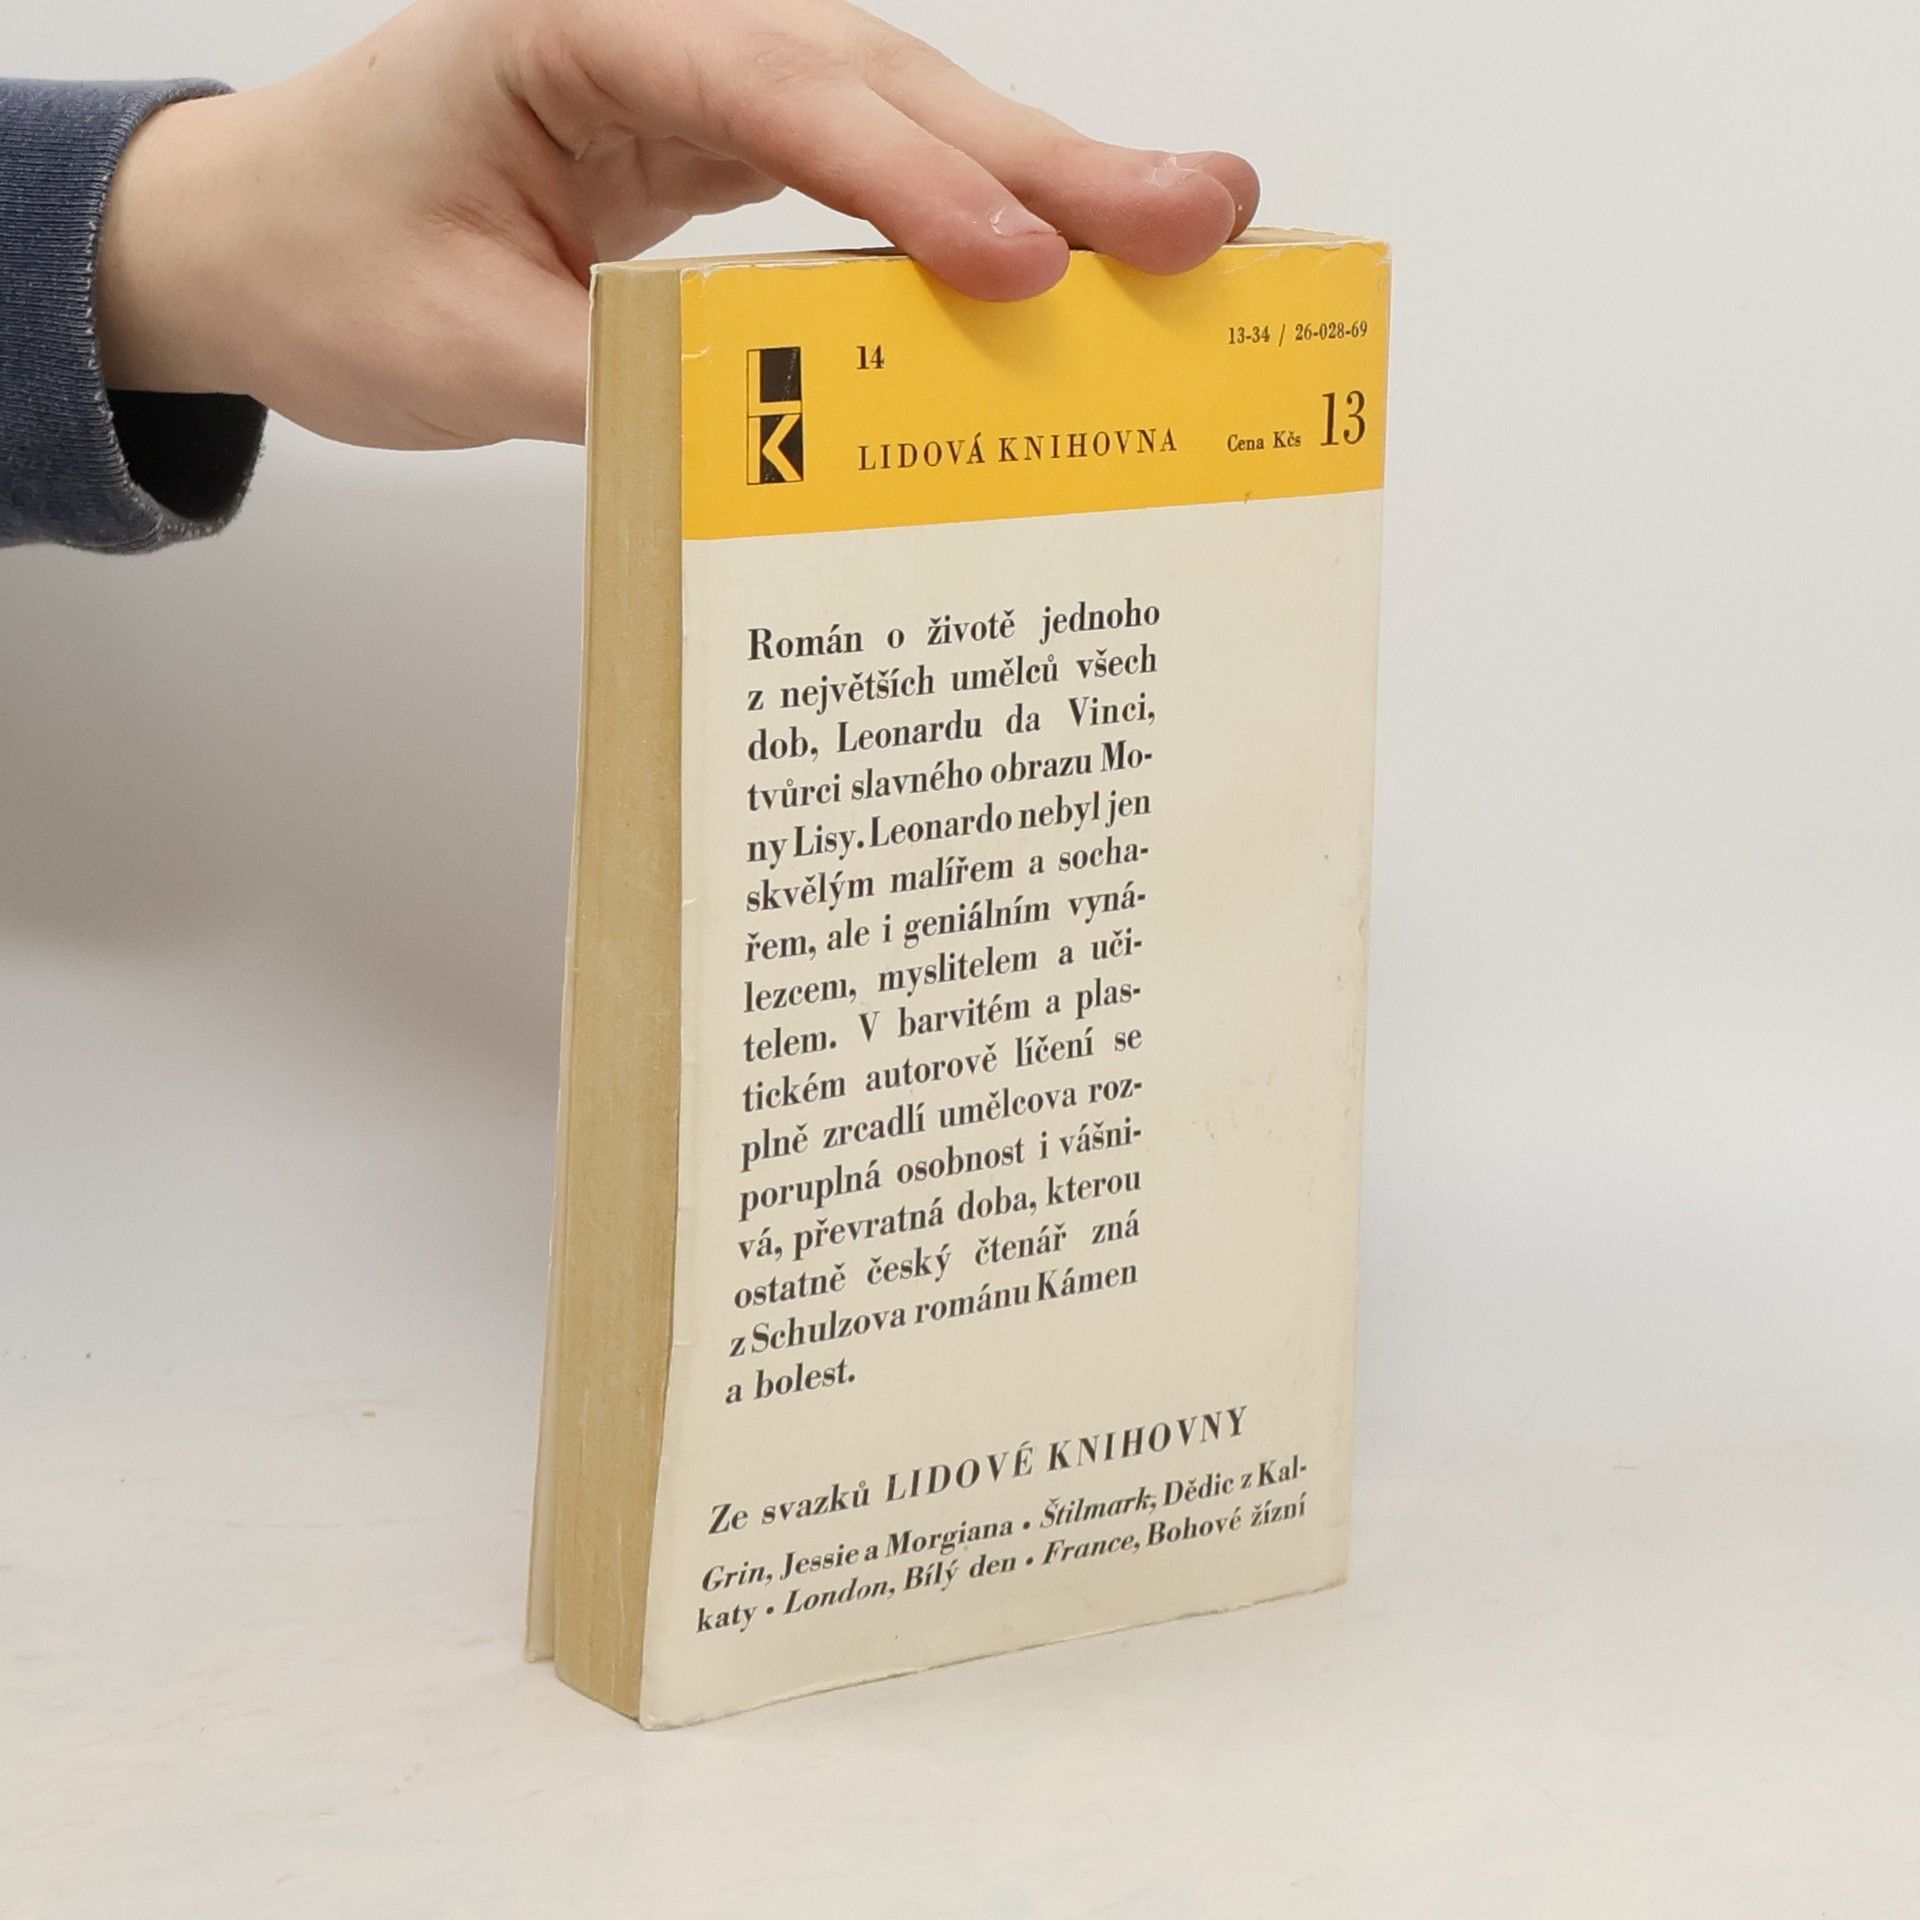 LK
14
13-34 / 26-028-69
LIDOVÁ KNIHOVNA
Cena Kčs 13
Román o životě jednoho
z největších umělců všech
dob, Leonardu da Vinci,
tvůrci slavného obrazu Mo-
ny Lisy. Leonardo nebyl jen
skvělým malířem a socha-
řem, ale i geniálním vyná-
lezcem, myslitelem a uči-
telem. V barvitém a plas-
tickém autorově líčení se
plně zrcadlí umělcova roz-
poruplná osobnost i vášni-
vá, převratná doba, kterou
ostatně český čtenář zná
z Schulzova románu Kámen
a bolest.
Ze svazků LIDOVÉ KNIHOVNY
Grin, Jessie a Morgiana • Štilmark, Dědic z Kal-
katy • London, Bílý den • France, Bohové žízní